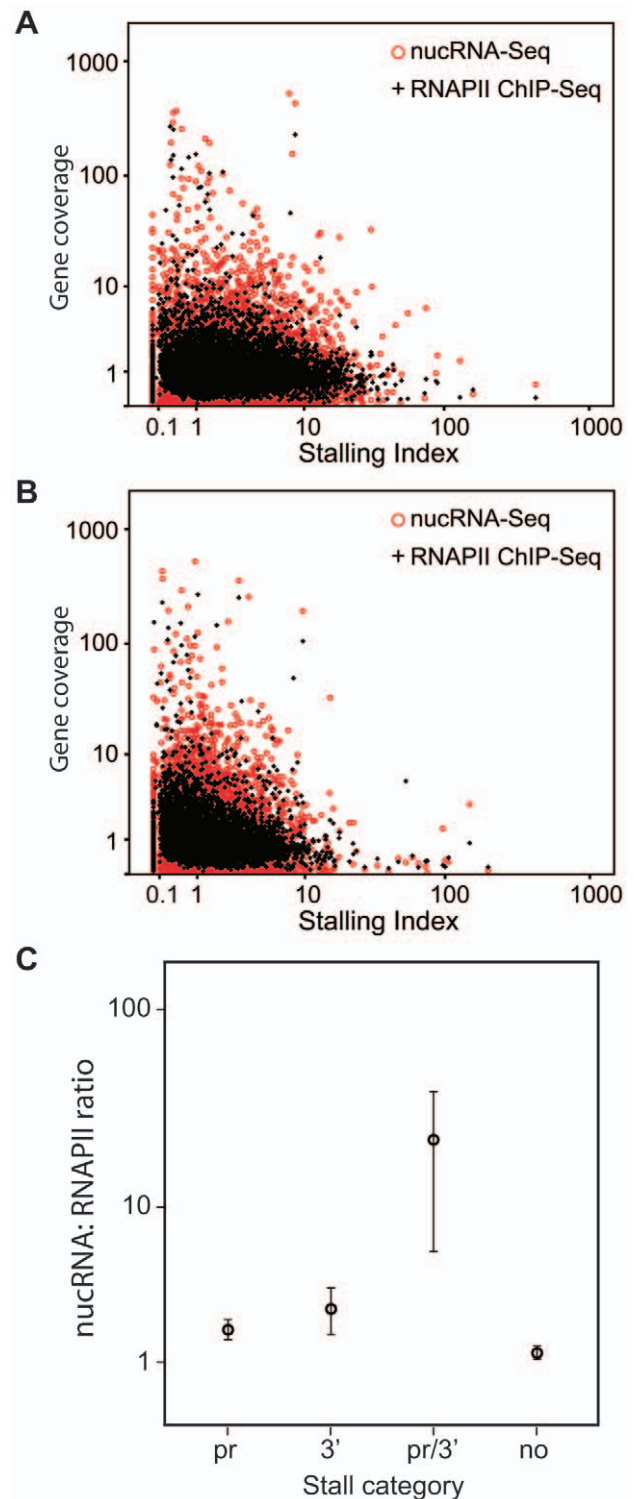 A
1000
100
10
1
Gene coverage
nucRNA-Seq
RNAPII ChIP-Seq
0.1 1 10 100 1000
Stalling Index
B
1000
100
10
1
Gene coverage
nucRNA-Seq
RNAPII ChIP-Seq
0.1 1 10 100 1000
Stalling Index
C
100
10
1
nucRNA: RNAPII ratio
pr 3' pr/3' no
Stall category